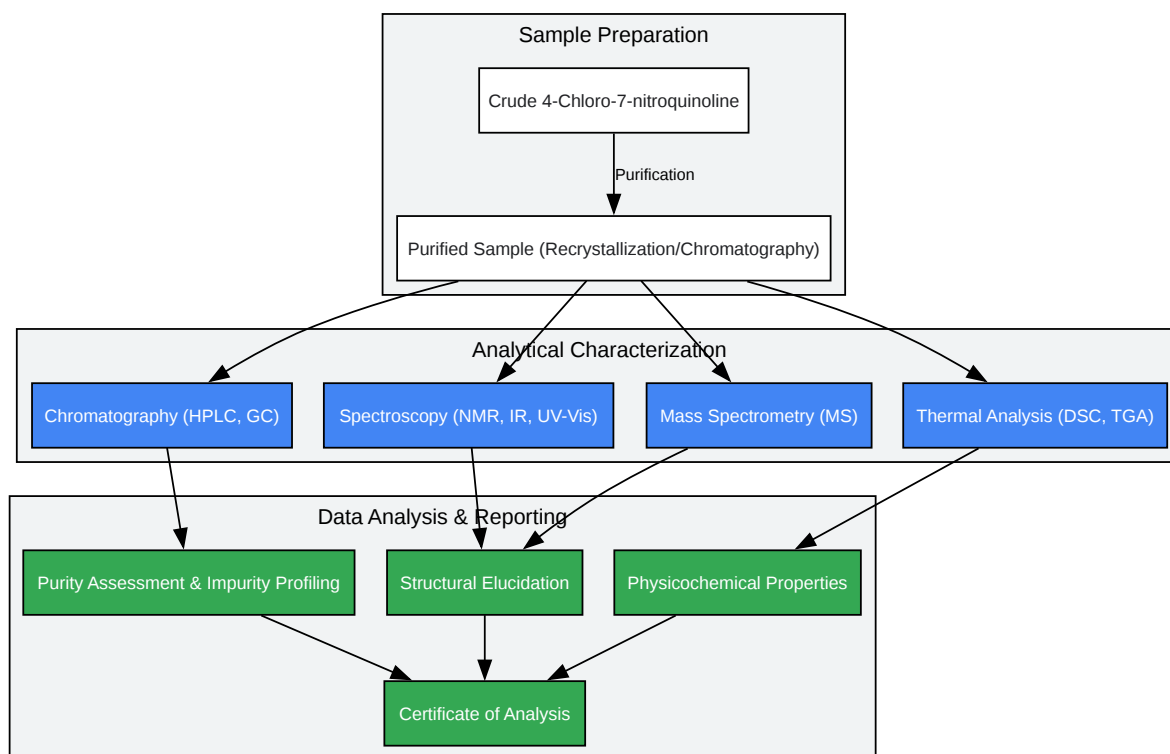 Sample Preparation
Crude 4-Chloro-7-nitroquinoline
Purification
Purified Sample (Recrystallization/Chromatography)
Analytical Characterization
Chromatography (HPLC, GC)
Spectroscopy (NMR, IR, UV-Vis)
Mass Spectrometry (MS)
Thermal Analysis (DSC, TGA)
Data Analysis & Reporting
Purity Assessment & Impurity Profiling
Structural Elucidation
Physicochemical Properties
Certificate of Analysis